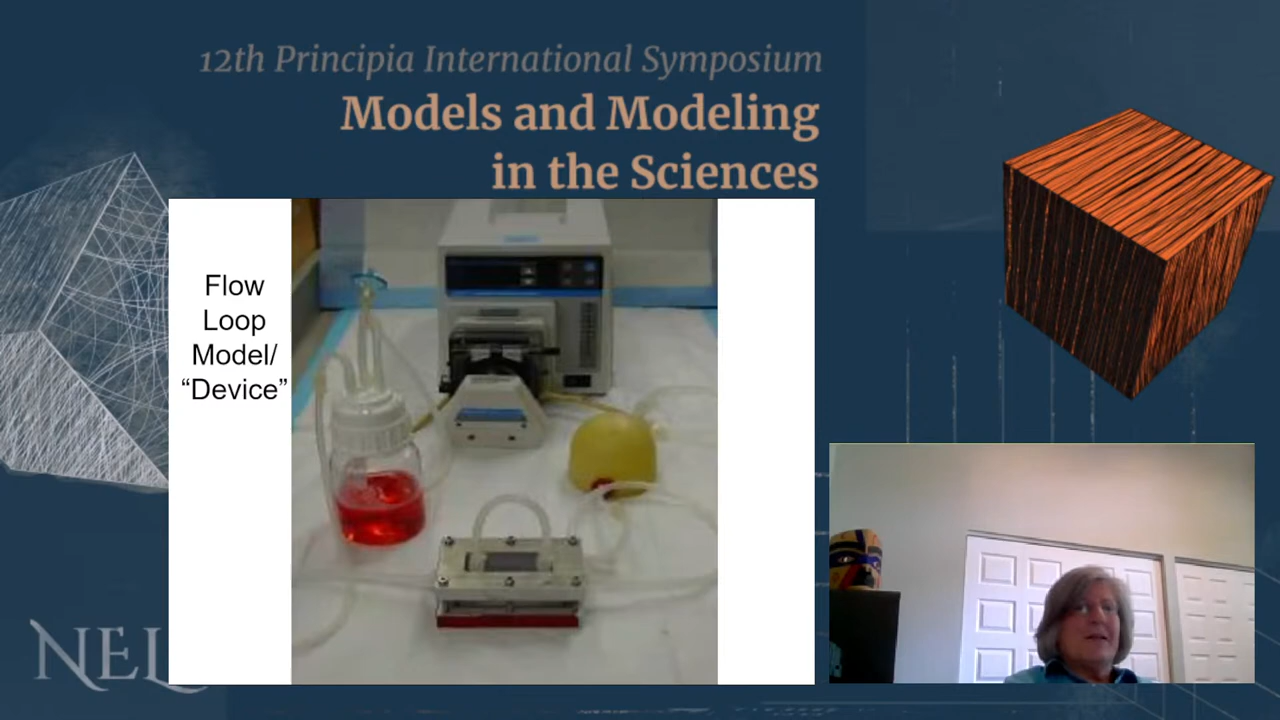 12th Principia International Symposium
Models and Modeling
in the Sciences
Flow
Loop
Model/
“Device”
NEL